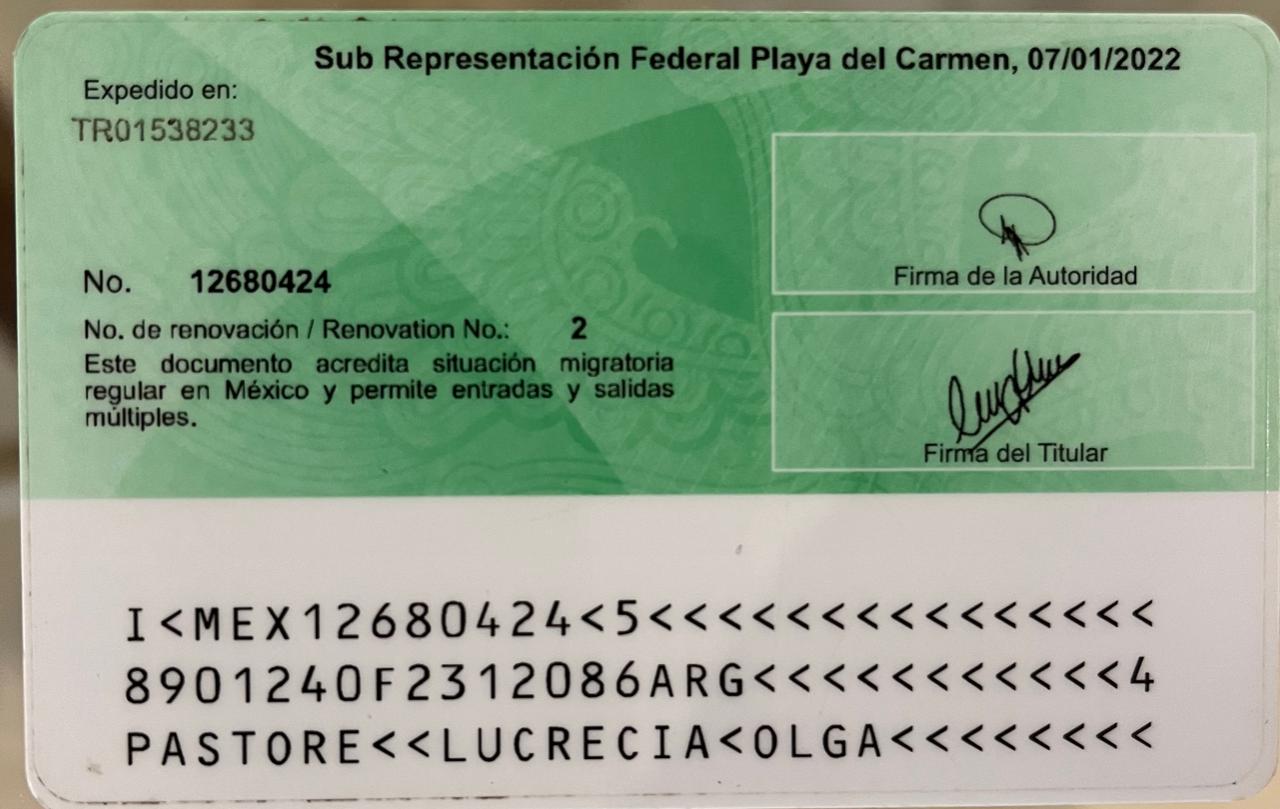 Sub Representación Federal Playa del Carmen, 07/01/2022
Expedido en:
TR01538233
Firma de la Autoridad
No. 12680424
No. de renovación / Renovation No.: 2
Este documento acredita situación migratoria
regular en México y permite entradas y salidas
múltiples.
Firma del Titular
I<MEX12680424<5<<<<<<<<<<<<<<<
8901240F2312086ARG<<<<<<<<<<<4
PASTORE<<LUCRECIA<OLGA<<<<<<<<